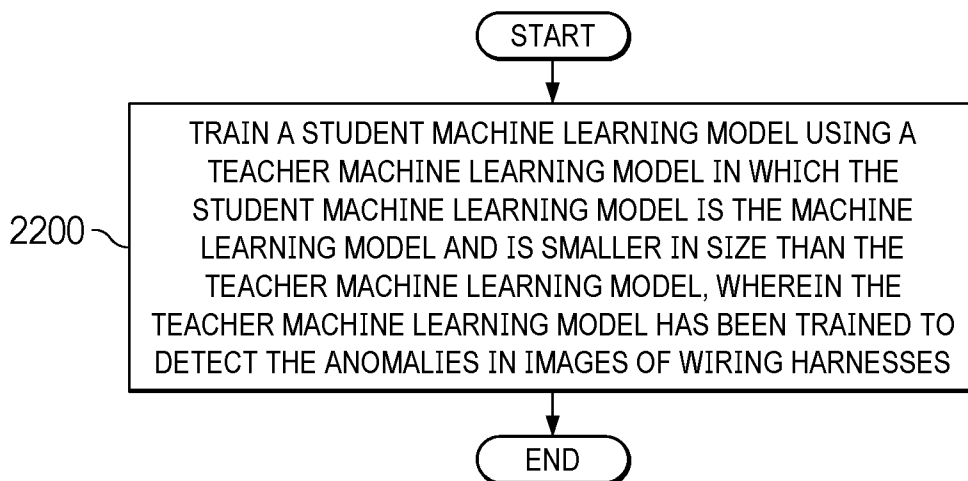 START
TRAIN A STUDENT MACHINE LEARNING MODEL USING A
TEACHER MACHINE LEARNING MODEL IN WHICH THE
STUDENT MACHINE LEARNING MODEL IS THE MACHINE
LEARNING MODEL AND IS SMALLER IN SIZE THAN THE
TEACHER MACHINE LEARNING MODEL, WHEREIN THE
TEACHER MACHINE LEARNING MODEL HAS BEEN TRAINED TO
DETECT THE ANOMALIES IN IMAGES OF WIRING HARNESSES
2200
END